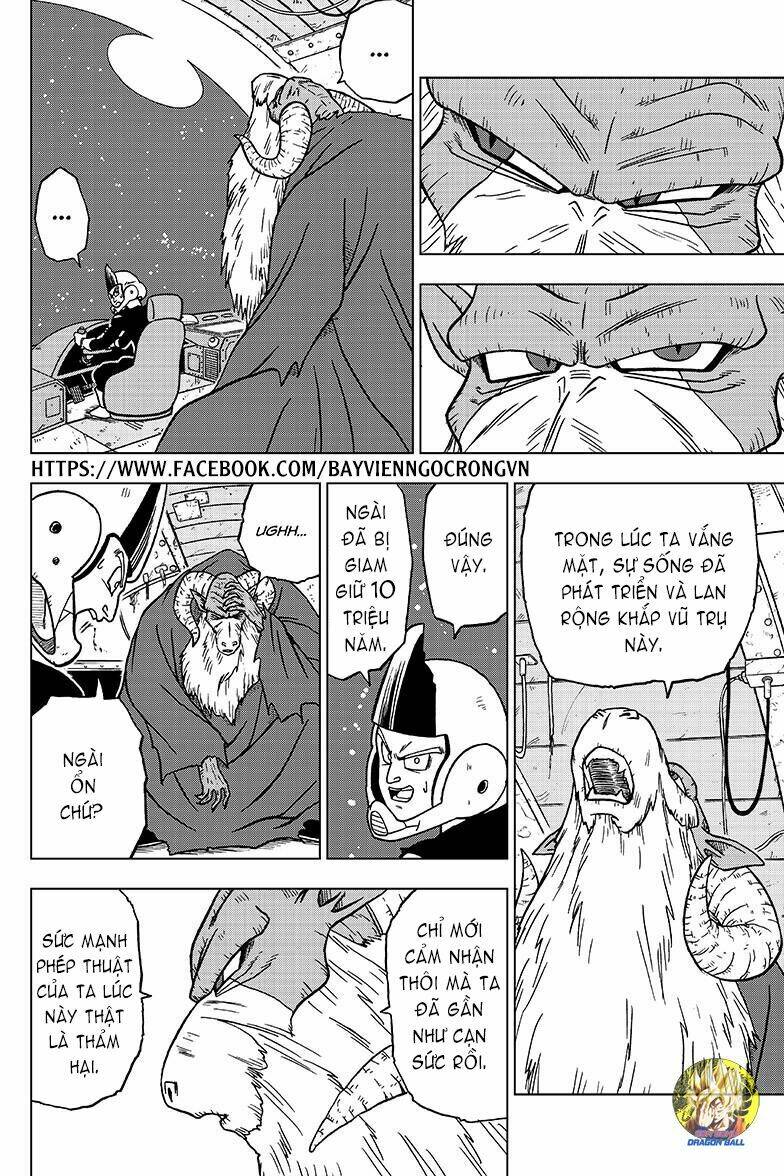 ...
...
HTTPS://WWW.FACEBOOK.COM/BAYVIENNGOCRONGVN
TRONG LÚC TA VẮNG
MẶT, SỰ SỐNG ĐÃ
PHÁT TRIỂN VÀ LAN
RỘNG KHẮP VŨ TRỤ
NÀY.
ĐÚNG
VẬY.
NGÀI
ĐÃ BỊ
GIAM
GIỮ 10
TRIỆU
NĂM.
UGHH...
NGÀI
ỔN
CHỨ?
CHỈ MỚI
CẢM NHẬN
THÔI MÀ TA
ĐÃ GẦN
NHƯ CẠN
SỨC RỒI.
SỨC MẠNH
PHÉP THUẬT
CỦA TA LÚC
NÀY THẬT
LÀ THẢM
HẠI.
DRAGON BALL